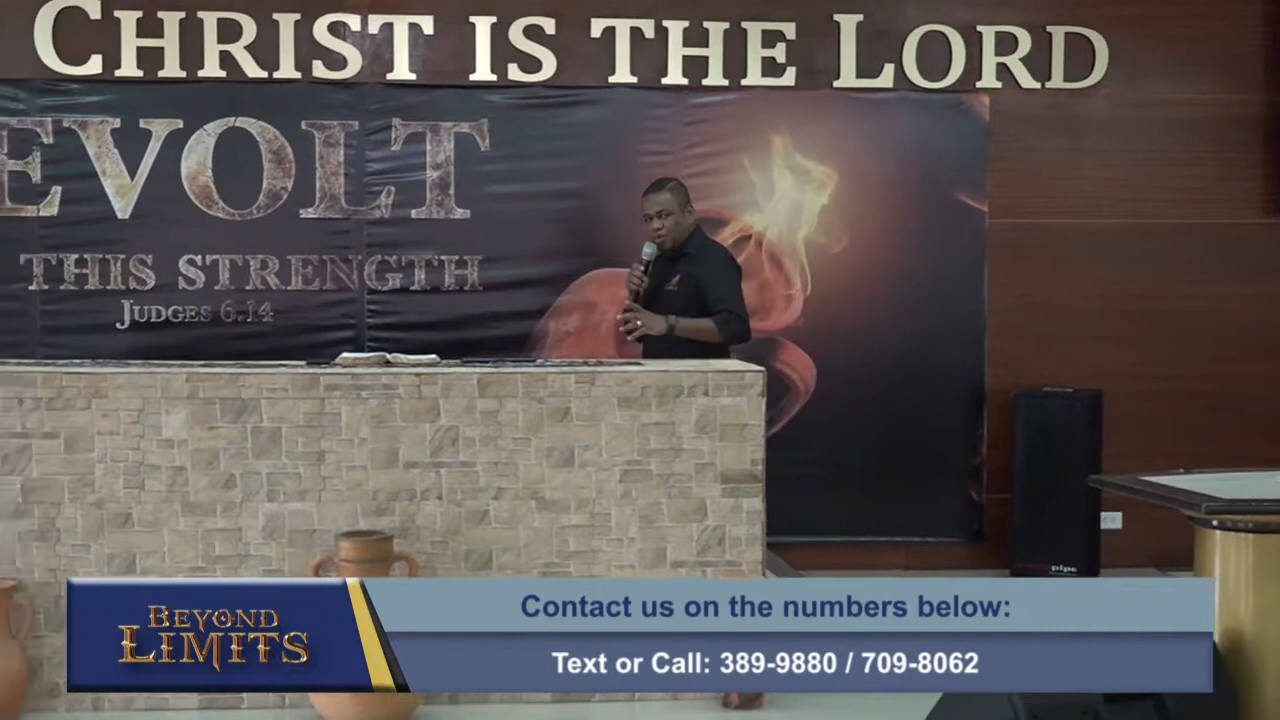 CHRIST IS THE LORD
EVOLT
THIS STRENGTH
JUDGES 6.14
pipe
BEYOND
LIMITS
Contact us on the numbers below:
Text or Call: 389-9880 / 709-8062